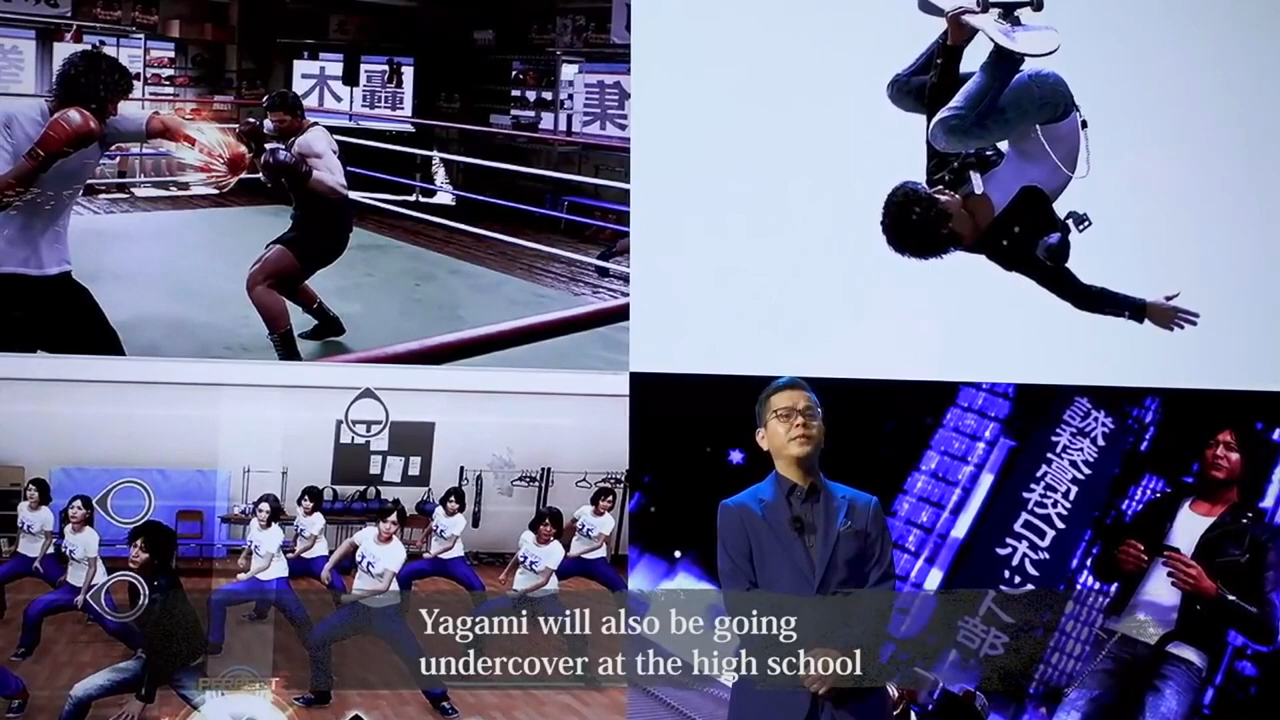 轟木
集
誠稜高校ロボット部
Yagami will also be going
undercover at the high school
PERFECT